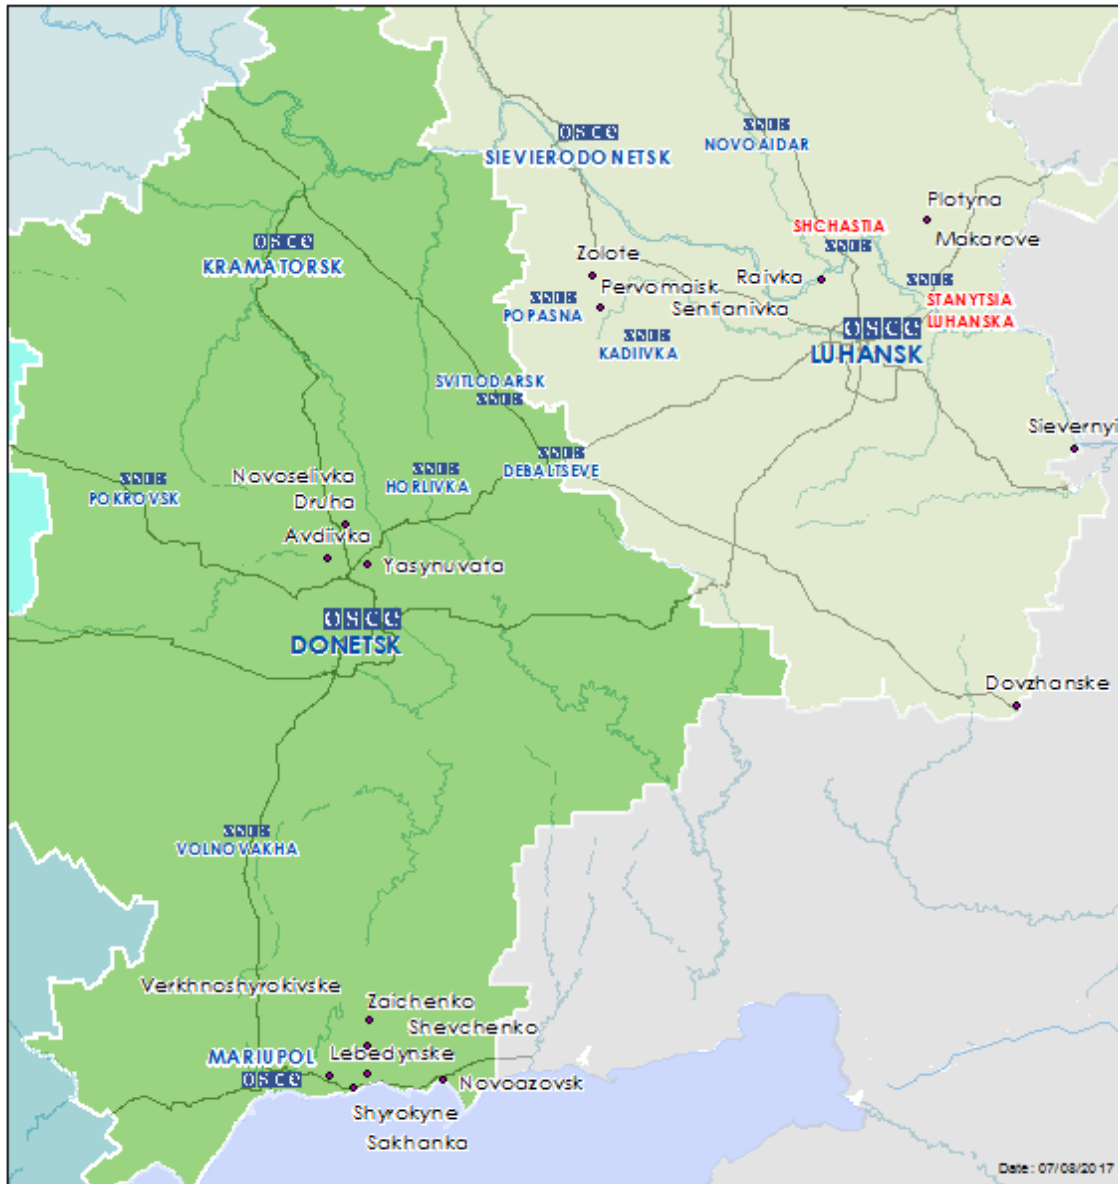 OSCE
SIEVIERODONETSK
NOVOAIDAR
Plotyna
SHCHASTIA
Makarove
OSCE
KRAMATORSK
Zolote
Raivka
Pervomaisk
Sentianivka
POPASNA
STANYTSIA
LUHANSKA
OSCE
LUHANSK
KADIIVKA
SVITLODARSK
Sievernyi
DEBALTSEVE
Novoselivka
Druha
HORLIVKA
POKROVSK
Avdiivka
Yasynuvata
OSCE
DONETSK
Dovzhanske
VOLNOVAKHA
Verkhnoshyrokivske
Zaichenko
Shevchenko
MARIUPOL
OSCE
Lebedynske
Novoazovsk
Shyrokyne
Sakhanka
Date: 07/08/2017